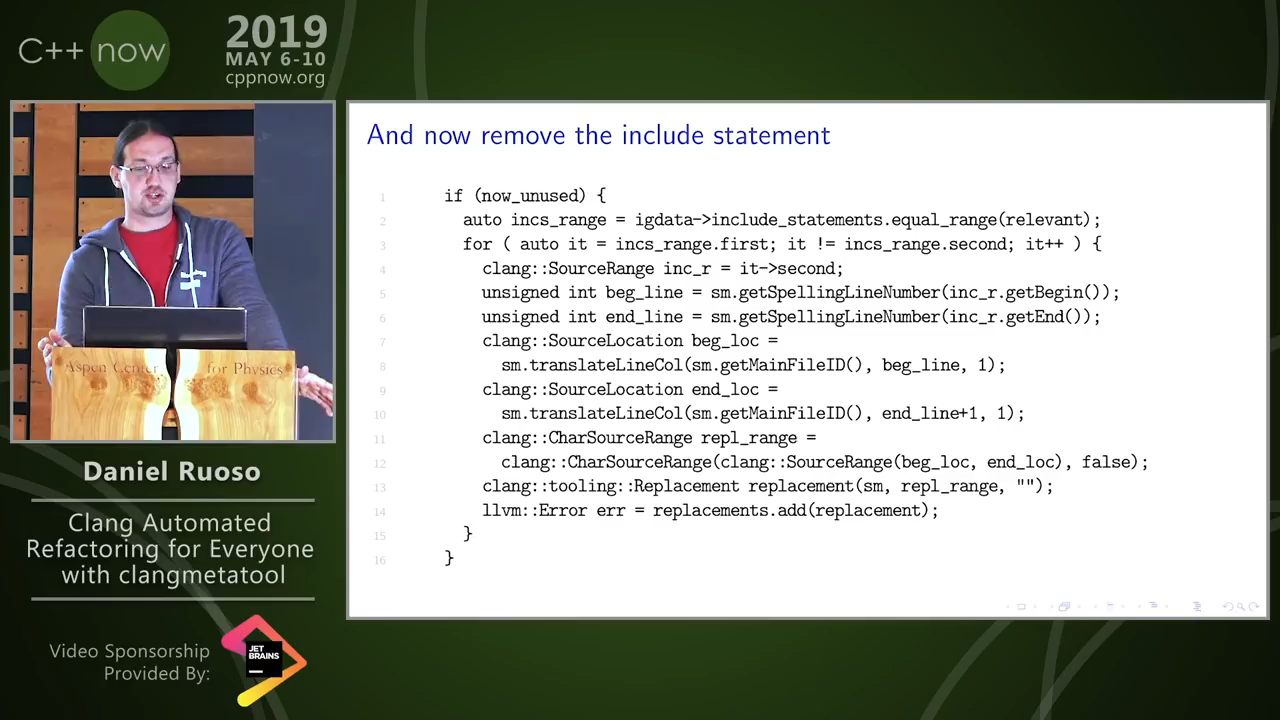 C++ now
2019
MAY 6-10
cppnow.org
Aspen Center for Physics
Daniel Ruoso
Clang Automated
Refactoring for Everyone
with clangmetatool
Video Sponsorship
Provided By:
JET
BRAINS
And now remove the include statement
1 if (now_unused) {
2 auto incs_range = igdata->include_statements.equal_range(relevant);
3 for ( auto it = incs_range.first; it != incs_range.second; it++ ) {
4 clang::SourceRange inc_r = it->second;
5 unsigned int beg_line = sm.getSpellingLineNumber(inc_r.getBegin());
6 unsigned int end_line = sm.getSpellingLineNumber(inc_r.getEnd());
7 clang::SourceLocation beg_loc =
8 sm.translateLineCol(sm.getMainFileID(), beg_line, 1);
9 clang::SourceLocation end_loc =
10 sm.translateLineCol(sm.getMainFileID(), end_line+1, 1);
11 clang::CharSourceRange repl_range =
12 clang::CharSourceRange(clang::SourceRange(beg_loc, end_loc), false);
13 clang::tooling::Replacement replacement(sm, repl_range, "");
14 llvm::Error err = replacements.add(replacement);
15 }
16 }